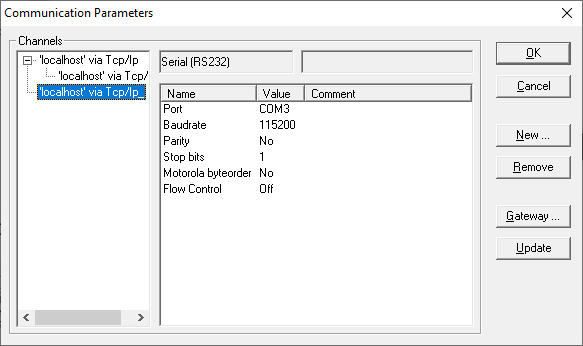 Communication Parameters
Channels
'localhost' via Tcp/Ip
'localhost' via Tcp/
'localhost' via Tcp/Ip_
Serial (RS232)
Name Value Comment
Port COM3
Baudrate 115200
Parity No
Stop bits 1
Motorola byteorder No
Flow Control Off
OK
Cancel
New ...
Remove
Gateway ...
Update